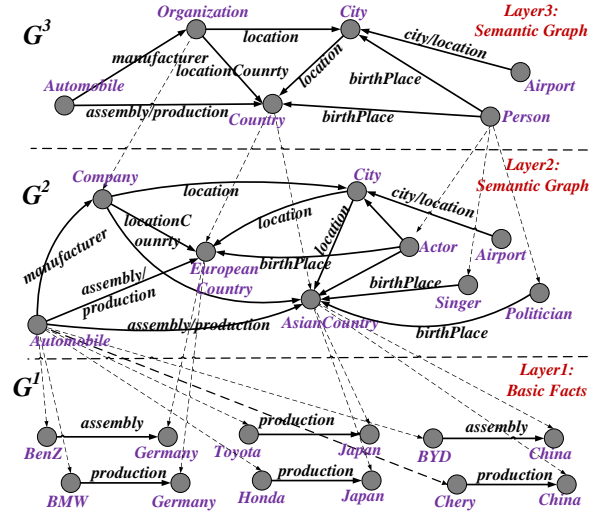 G³
Organization
City
Layer3:
Semantic Graph
location
manufacturer
city/location
locationCounrty
location
Automobile
birthPlace
Airport
assembly/production
Country
birthPlace
Person
G²
Company
City
Layer2:
Semantic Graph
location
city/location
locationC
ounrly
location
location
manufacturer
Actor
Airport
assembly/
production
European
Country
birthPlace
birthPlace
Singer
Politician
assembly/production
AsianCountry
birthPlace
Automobile
G¹
Layer1:
Basic Facts
assembly
production
assembly
BenZ
Germany
Toyota
Japan
BYD
China
production
production
production
BMW
Germany
Honda
Japan
Chery
China